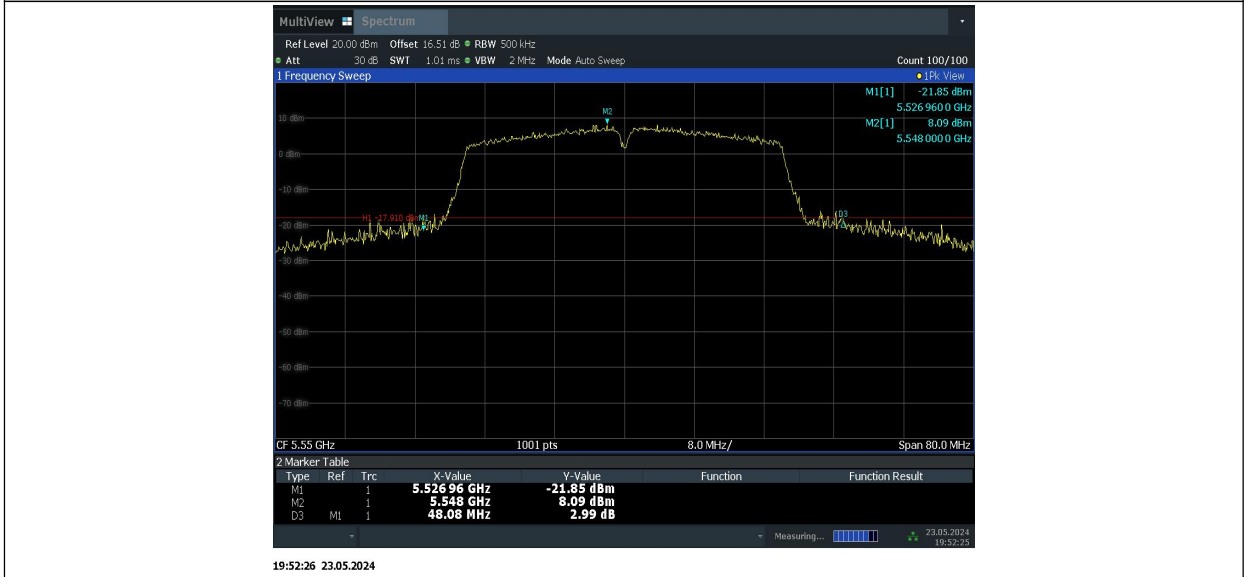 MultiView Spectrum
Ref Level 20.00 dBm Offset 16.51 dB RBW 500 kHz
Att 30 dB SWT 1.01 ms VBW 2 MHz Mode Auto Sweep Count 100/100
1 Frequency Sweep 1Pk View
M1[1] -21.85 dBm
5.526 960 0 GHz
M2[1] 8.09 dBm
5.548 000 0 GHz
M2
10 dBm
0 dBm
-10 dBm
H1 -17.910 dBm M1 D3
-20 dBm
-30 dBm
-40 dBm
-50 dBm
-60 dBm
-70 dBm
CF 5.55 GHz 1001 pts 8.0 MHz/ Span 80.0 MHz
2 Marker Table
Type Ref Trc X-Value Y-Value Function Function Result
M1 1 5.526 96 GHz -21.85 dBm
M2 1 5.548 GHz 8.09 dBm
D3 M1 1 48.08 MHz 2.99 dB
Measuring... 23.05.2024
19:52:25
19:52:26 23.05.2024